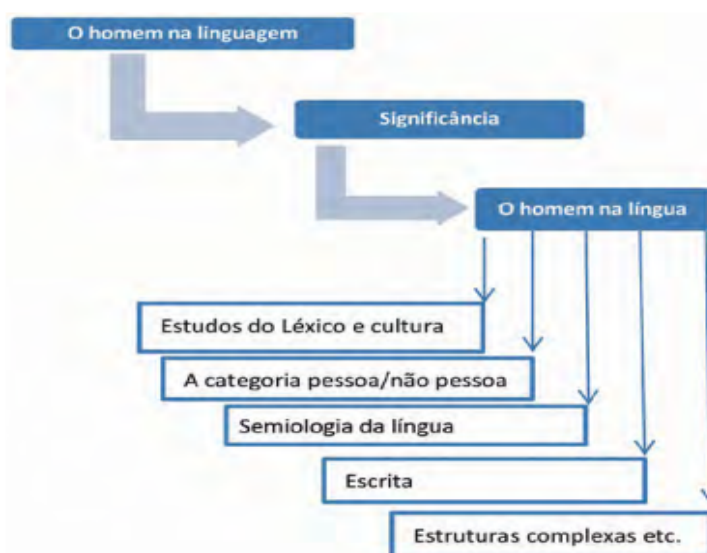 O homem na linguagem
Significância
O homem na língua
Estudos do Léxico e cultura
A categoria pessoa/não pessoa
Semiologia da língua
Escrita
Estruturas complexas etc.